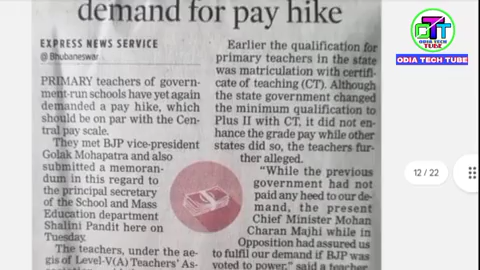 demand for pay hike
EXPRESS NEWS SERVICE
@ Bhubaneswar
PRIMARY teachers of govern-
ment-run schools have yet again
demanded a pay hike, which
should be on par with the Cen-
tral pay scale.
They met BJP vice-president
Golak Mohapatra and also
submitted a memoran-
dum in this regard to
the principal secretary
of the School and Mass
Education department
Shalini Pandit here on
Tuesday.
The teachers, under the ae-
gis of Level-V(A) Teachers' As-
Earlier the qualification for
primary teachers in the state
was matriculation with certifi-
cate of teaching (CT). Although
the state government changed
the minimum qualification to
Plus II with CT, it did not en-
hance the grade pay while other
states did so, the teachers fur-
ther alleged.
"While the previous
government had not
paid any heed to our de-
mand, the present
Chief Minister Mohan
Charan Majhi while in
Opposition had assured us
to fulfil our demand if BJP was
voted to power," said a teacher
OTT
ODIA TECH TUBE
ODIA TECH TUBE
12 / 22